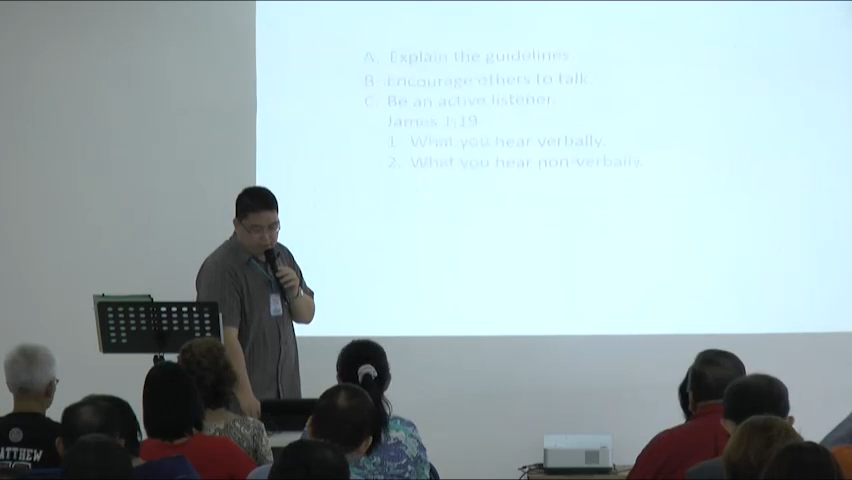 A. Explain the guidelines.
B. Encourage others to talk.
C. Be an active listener.
James 1:19
1. What you hear verbally.
2. What you hear non-verbally.
MATTHEW